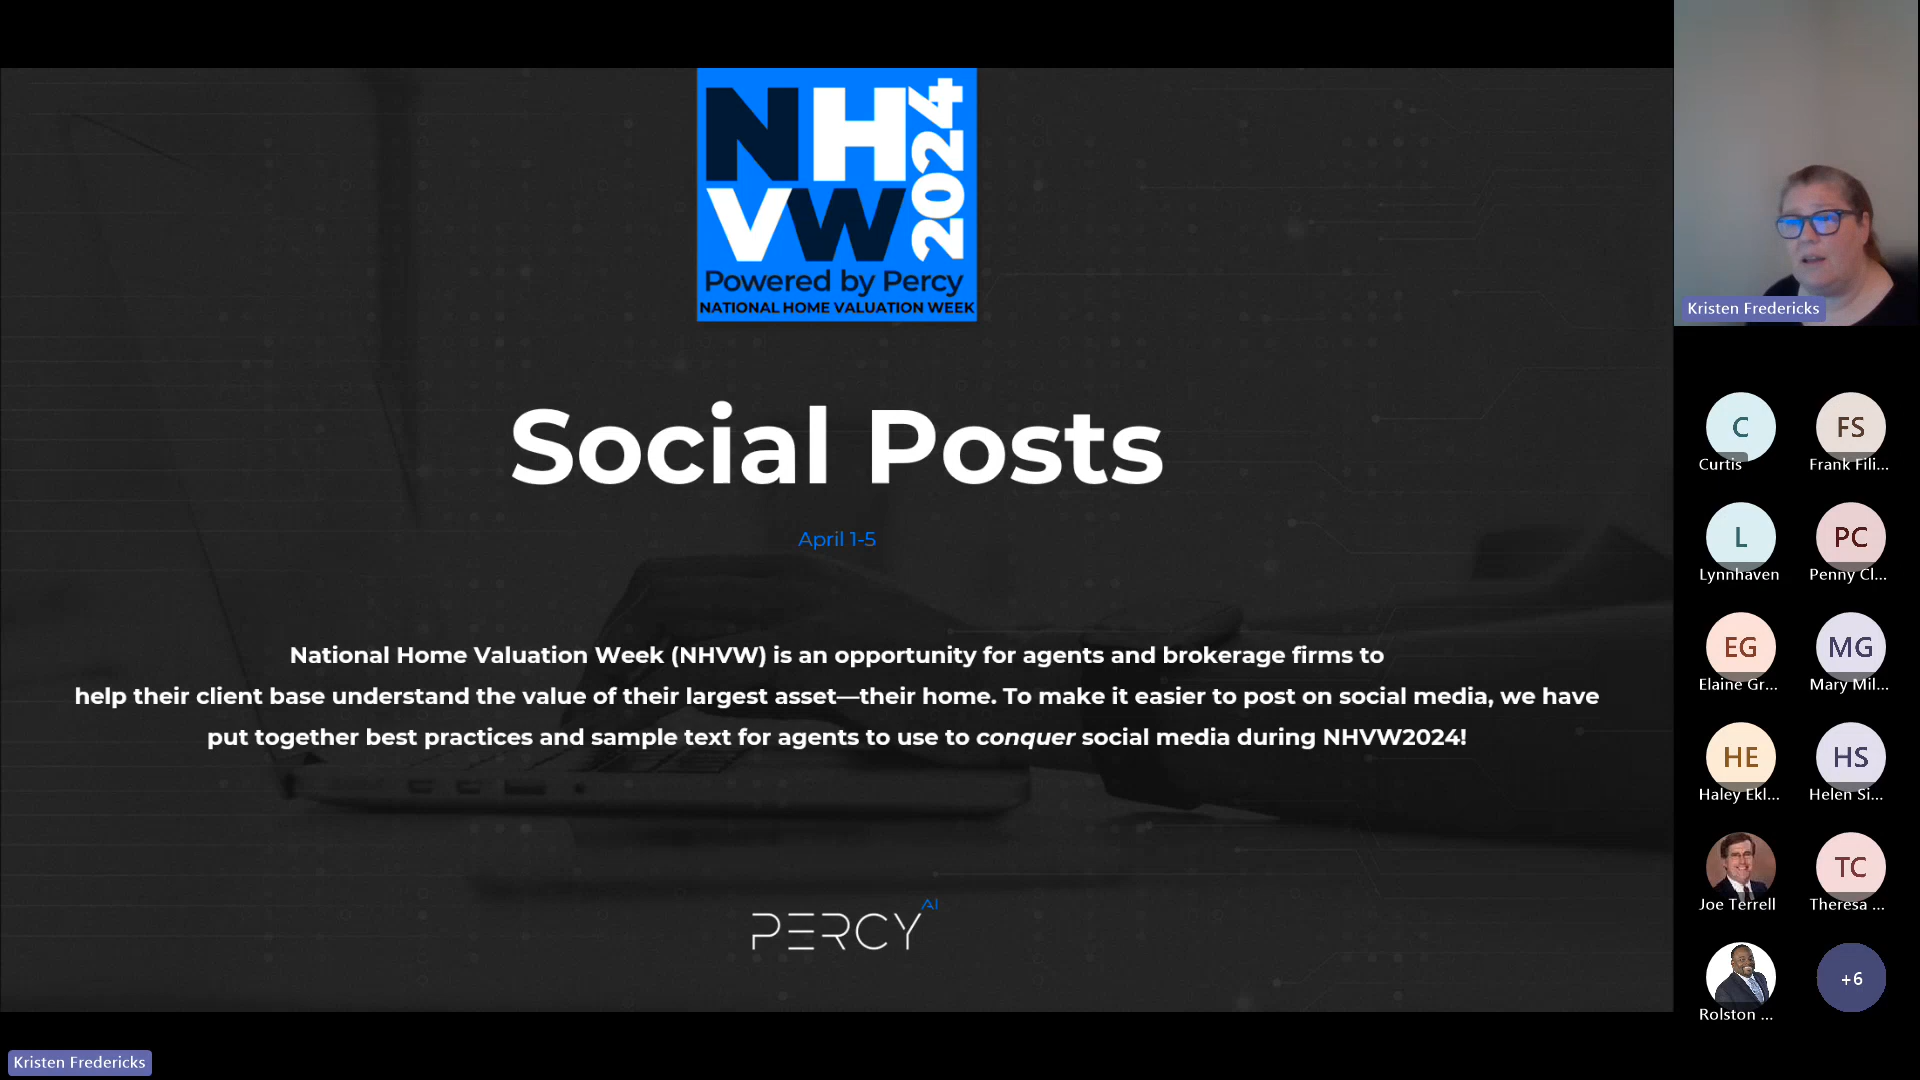 NH
VW
2024
Powered by Percy
NATIONAL HOME VALUATION WEEK
Social Posts
April 1-5
National Home Valuation Week (NHVW) is an opportunity for agents and brokerage firms to
help their client base understand the value of their largest asset—their home. To make it easier to post on social media, we have
put together best practices and sample text for agents to use to conquer social media during NHVW2024!
PERCY AI
Kristen Fredericks
Kristen Fredericks
C
Curtis
FS
Frank Fili...
L
Lynnhaven
PC
Penny Cl...
EG
Elaine Gr...
MG
Mary Mil...
HE
Haley Ekl...
HS
Helen Si...
Joe Terrell
TC
Theresa ...
Rolston ...
+6